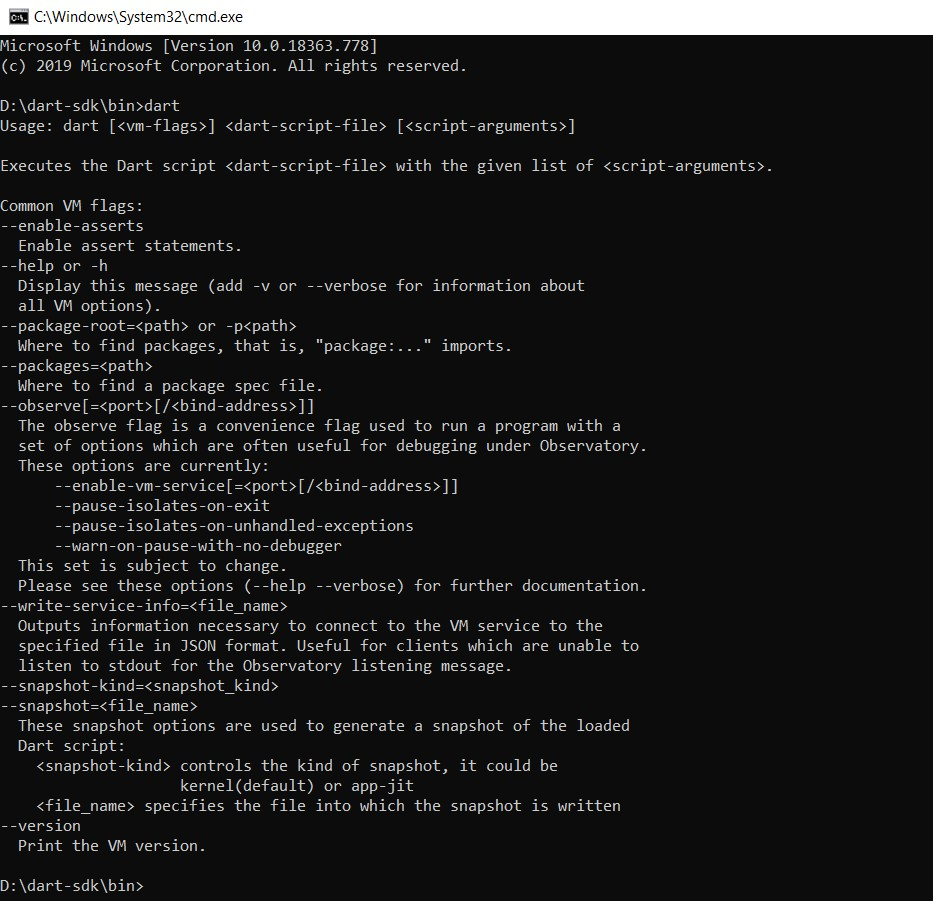 C:\Windows\System32\cmd.exe
Microsoft Windows [Version 10.0.18363.778]
(c) 2019 Microsoft Corporation. All rights reserved.
D:\dart-sdk\bin>dart
Usage: dart [<vm-flags>] <dart-script-file> [<script-arguments>]
Executes the Dart script <dart-script-file> with the given list of <script-arguments>.
Common VM flags:
--enable-asserts
  Enable assert statements.
--help or -h
  Display this message (add -v or --verbose for information about
  all VM options).
--package-root=<path> or -p<path>
  Where to find packages, that is, "package:..." imports.
--packages=<path>
  Where to find a package spec file.
--observe[=<port>[/<bind-address>]]
  The observe flag is a convenience flag used to run a program with a
  set of options which are often useful for debugging under Observatory.
  These options are currently:
      --enable-vm-service[=<port>[/<bind-address>]]
      --pause-isolates-on-exit
      --pause-isolates-on-unhandled-exceptions
      --warn-on-pause-with-no-debugger
  This set is subject to change.
  Please see these options (--help --verbose) for further documentation.
--write-service-info=<file_name>
  Outputs information necessary to connect to the VM service to the
  specified file in JSON format. Useful for clients which are unable to
  listen to stdout for the Observatory listening message.
--snapshot-kind=<snapshot_kind>
--snapshot=<file_name>
  These snapshot options are used to generate a snapshot of the loaded
  Dart script:
    <snapshot-kind> controls the kind of snapshot, it could be
                    kernel(default) or app-jit
    <file_name> specifies the file into which the snapshot is written
--version
  Print the VM version.
D:\dart-sdk\bin>